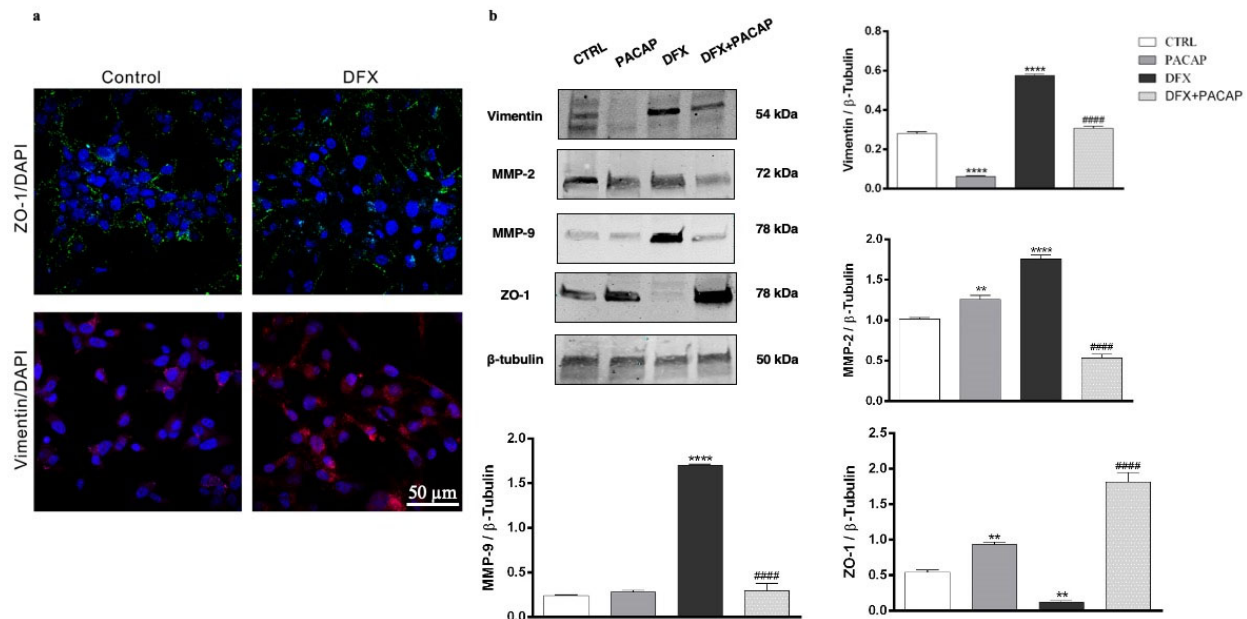 a
Control DFX
ZO-1/DAPI
Vimentin/DAPI
50 µm
b
CTRL PACAP DFX DFX+PACAP
Vimentin 54 kDa
MMP-2 72 kDa
MMP-9 78 kDa
ZO-1 78 kDa
β-tubulin 50 kDa
Vimentin / β-Tubulin
0.8
0.6
0.4
0.2
0.0
****
****
####
CTRL
PACAP
DFX
DFX+PACAP
MMP-2 / β-Tubulin
2.0
1.5
1.0
0.5
0.0
**
****
####
MMP-9 / β-Tubulin
2.0
1.5
1.0
0.5
0.0
****
####
ZO-1 / β-Tubulin
2.5
2.0
1.5
1.0
0.5
0.0
**
**
####